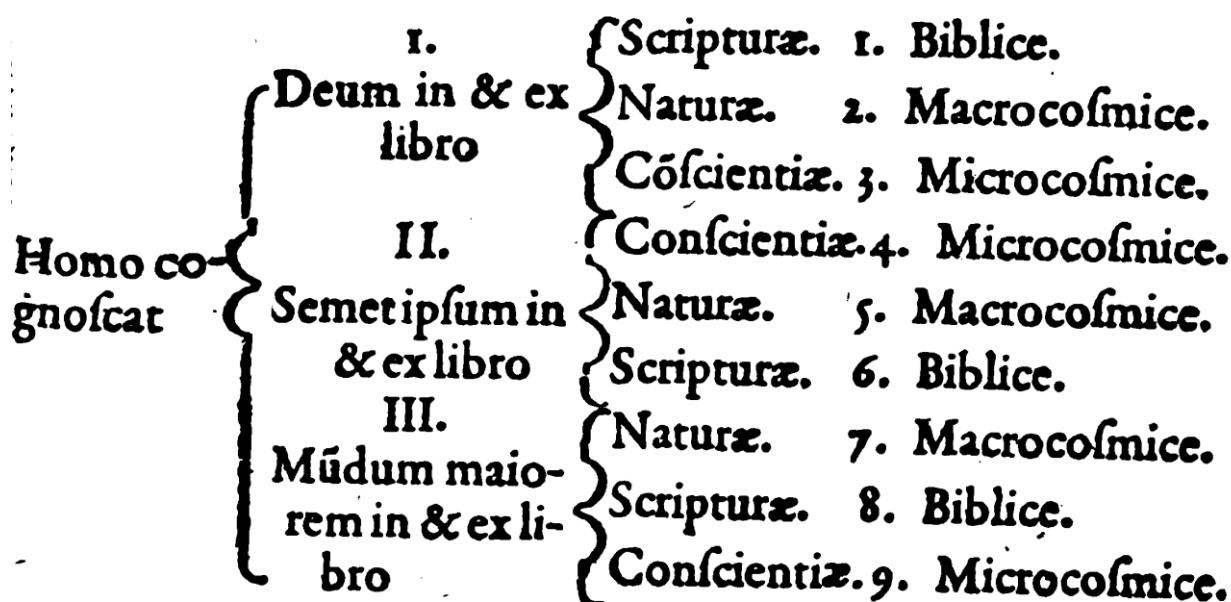 Homo co-
gnoſcat
I.
Deum in & ex
libro
Scripturæ. 1. Biblice.
Naturæ. 2. Macrocoſmice.
Cõſcientiæ. 3. Microcoſmice.
II.
Semetipſum in
& ex libro
Conſcientiæ. 4. Microcoſmice.
Naturæ. 5. Macrocoſmice.
Scripturæ. 6. Biblice.
III.
Mũdum maio-
rem in & ex li-
bro
Naturæ. 7. Macrocoſmice.
Scripturæ. 8. Biblice.
Conſcientiæ. 9. Microcoſmice.